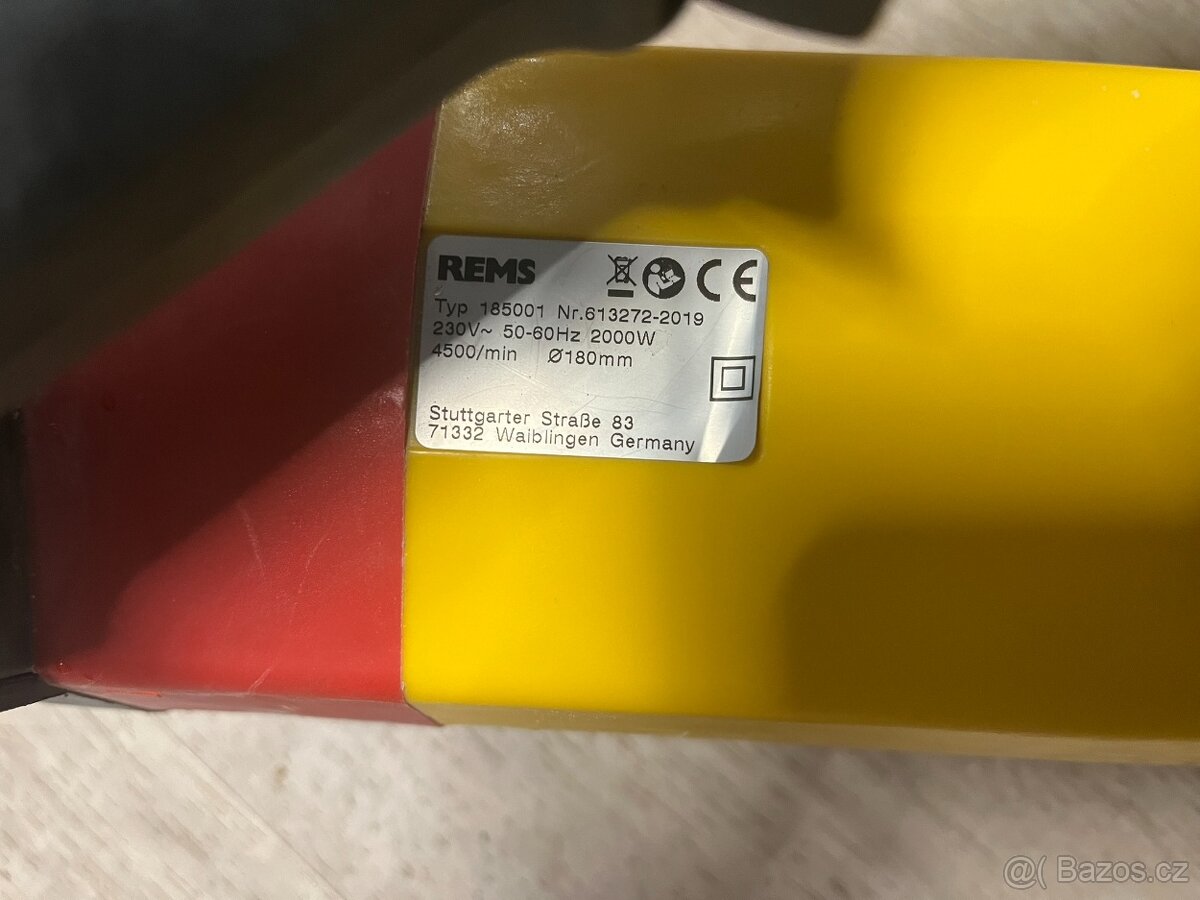 REMS
CE
Typ 185001 Nr.613272-2019
230V~ 50-60Hz 2000W
4500/min Ø180mm
Stuttgarter Straße 83
71332 Waiblingen Germany
@( Bazos.cz